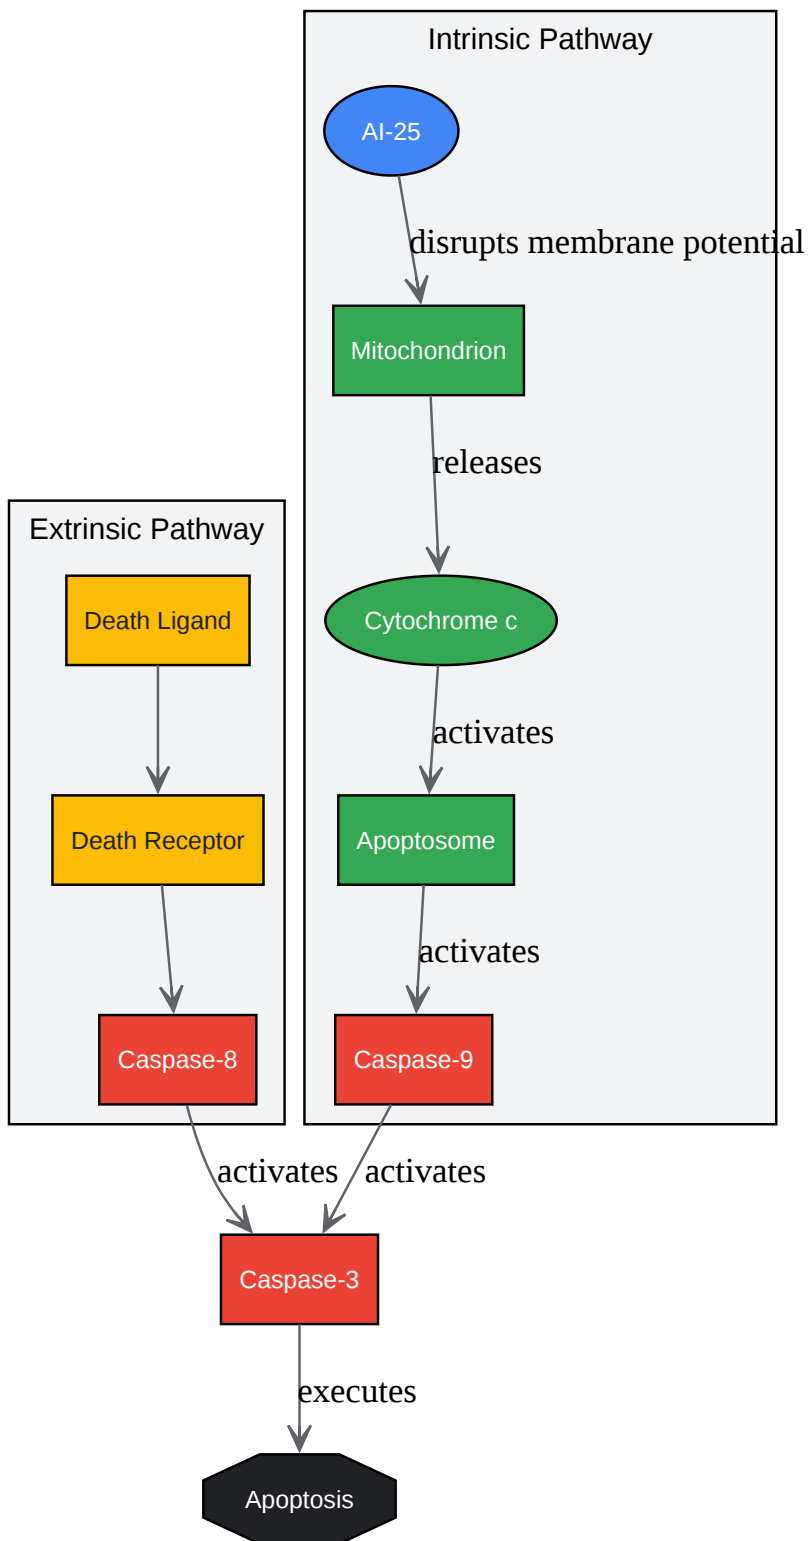 Intrinsic Pathway
AI-25
disrupts membrane potential
Mitochondrion
releases
Extrinsic Pathway
Death Ligand
Cytochrome c
activates
Death Receptor
Apoptosome
activates
Caspase-8
Caspase-9
activates
activates
Caspase-3
executes
Apoptosis